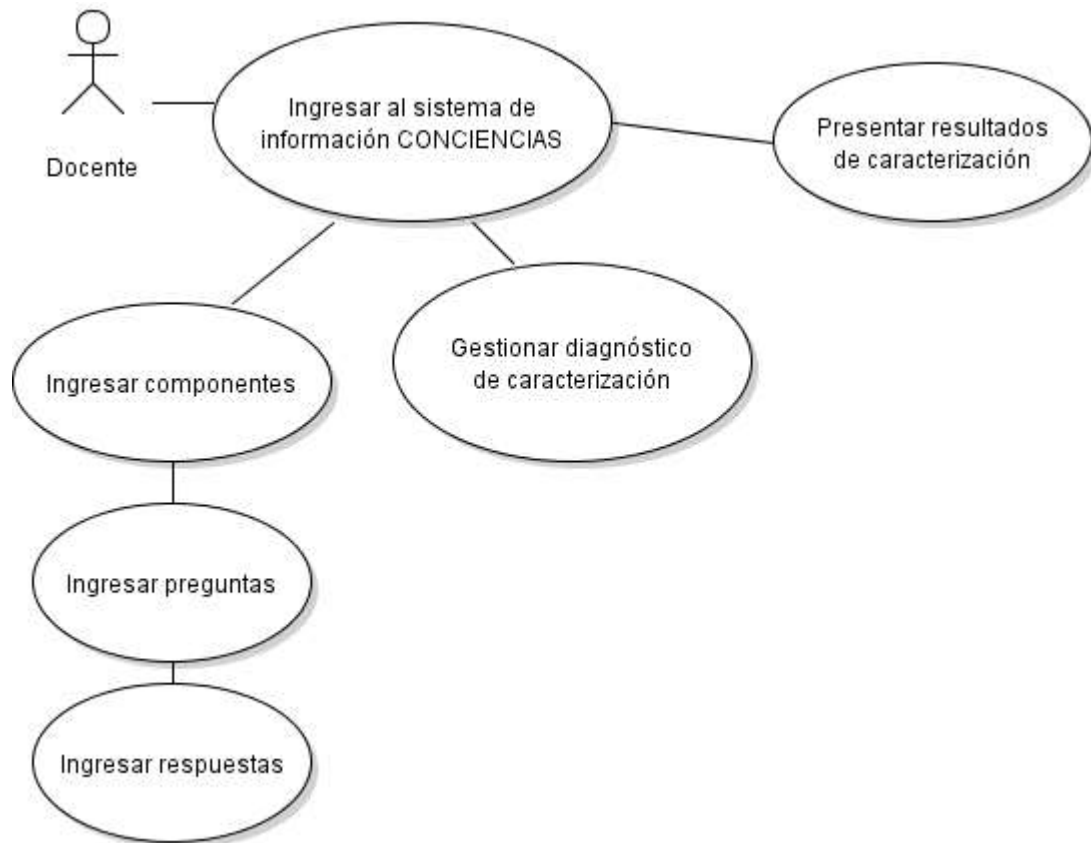 Docente
Ingresar al sistema de
información CONCIENCIAS
Presentar resultados
de caracterización
Ingresar componentes
Gestionar diagnóstico
de caracterización
Ingresar preguntas
Ingresar respuestas